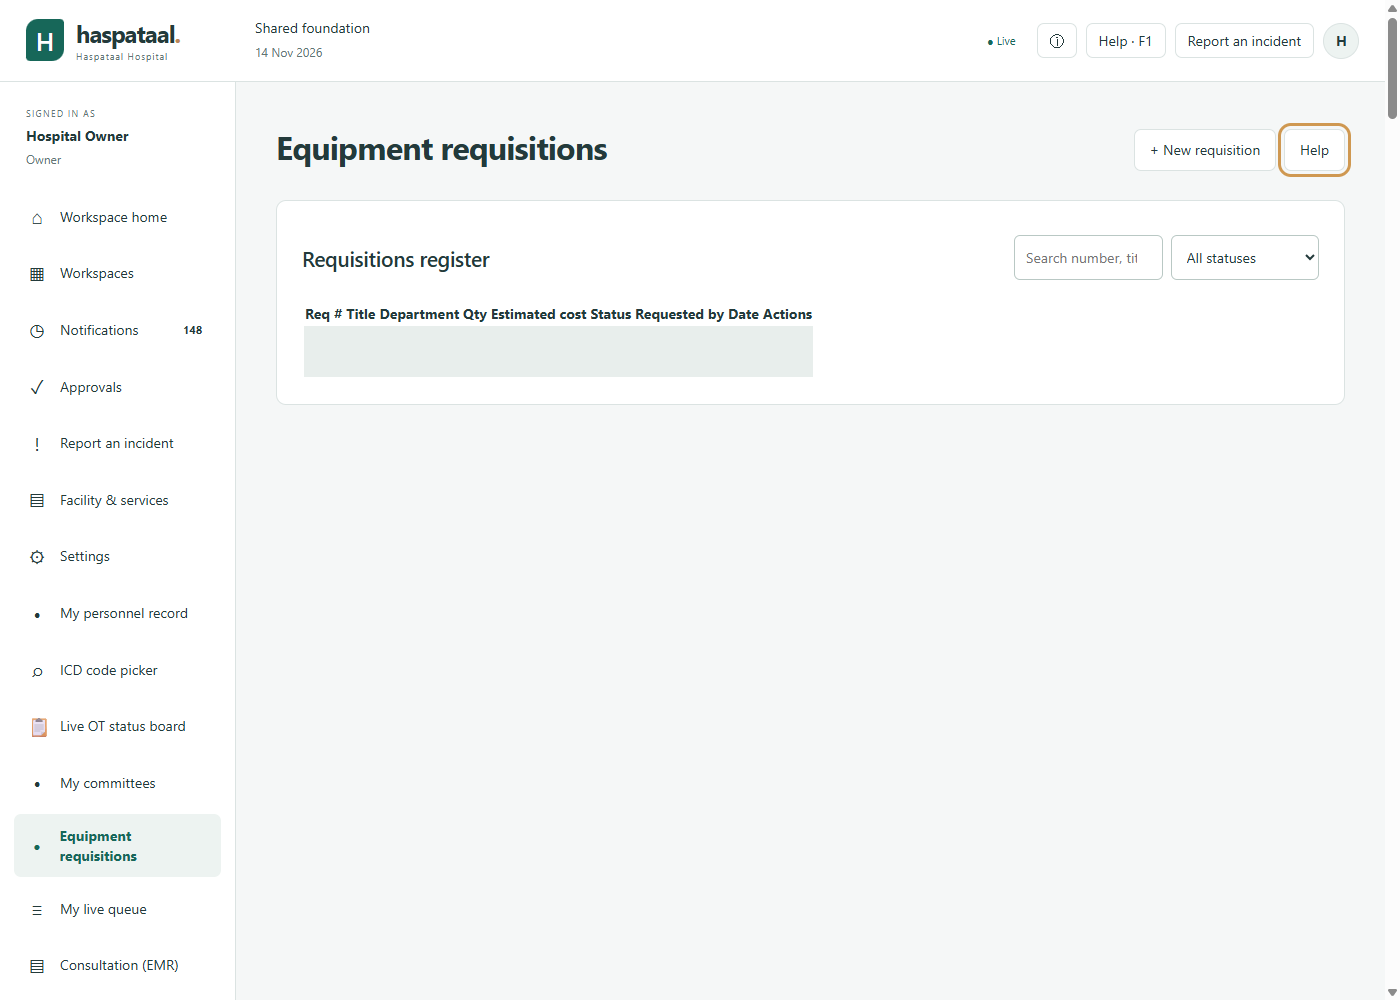 H
haspataal.
Haspataal Hospital
Shared foundation
14 Nov 2026
● Live
Help · F1
Report an incident
H
SIGNED IN AS
Hospital Owner
Owner
Workspace home
Workspaces
Notifications 148
Approvals
! Report an incident
Facility & services
Settings
• My personnel record
ICD code picker
Live OT status board
• My committees
• Equipment
requisitions
My live queue
Consultation (EMR)
Equipment requisitions
+ New requisition
Help
Requisitions register
Search number, tit
All statuses
Req # Title Department Qty Estimated cost Status Requested by Date Actions